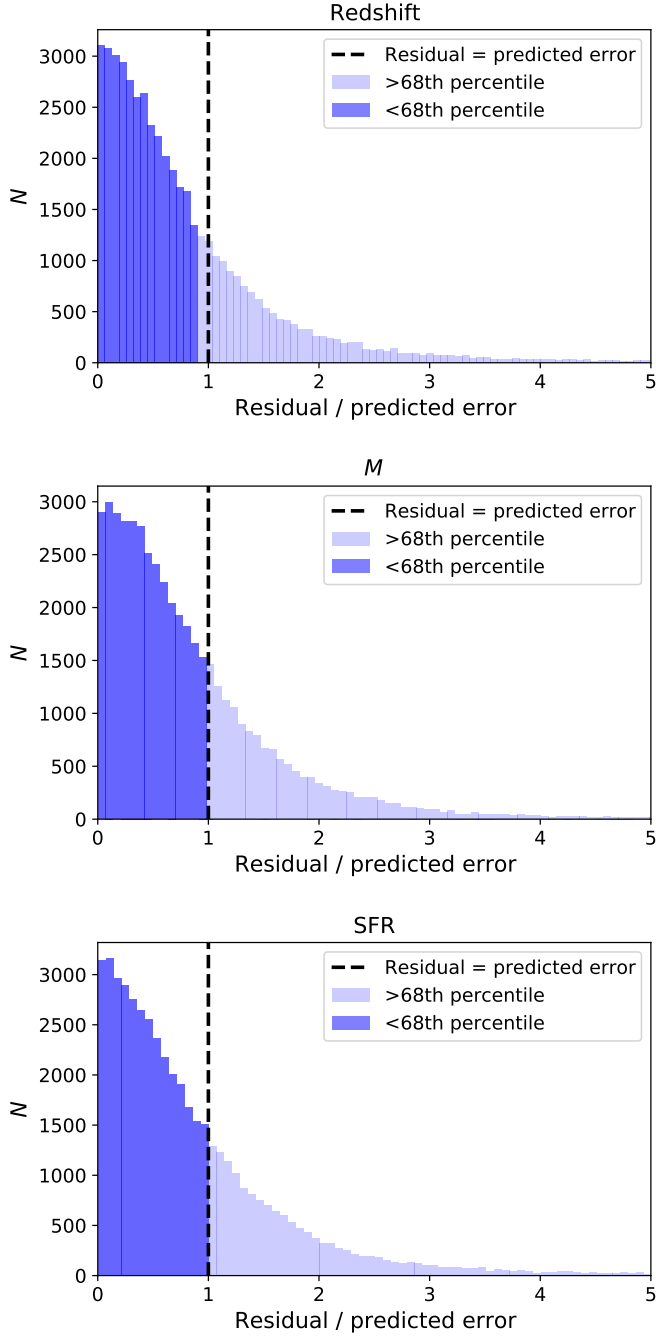 Redshift
3000
2500
2000
1500
1000
500
0
N
Residual = predicted error
>68th percentile
<68th percentile
0 1 2 3 4 5
Residual / predicted error
M
3000
2500
2000
1500
1000
500
0
N
Residual = predicted error
>68th percentile
<68th percentile
0 1 2 3 4 5
Residual / predicted error
SFR
3000
2500
2000
1500
1000
500
0
N
Residual = predicted error
>68th percentile
<68th percentile
0 1 2 3 4 5
Residual / predicted error